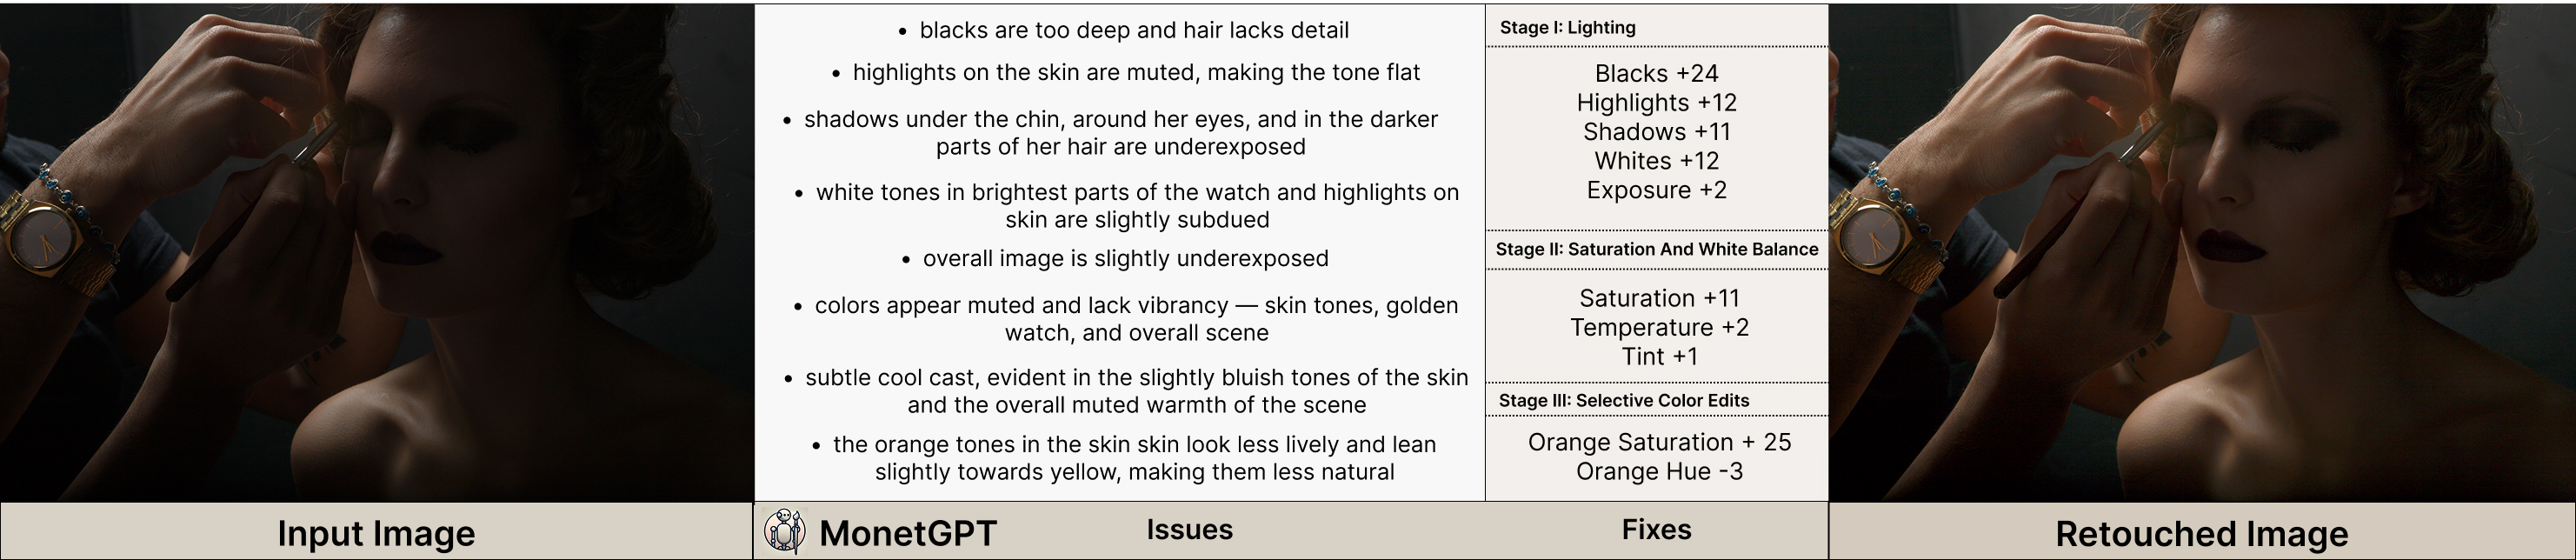 • blacks are too deep and hair lacks detail
• highlights on the skin are muted, making the tone flat
• shadows under the chin, around her eyes, and in the darker
parts of her hair are underexposed
• white tones in brightest parts of the watch and highlights on
skin are slightly subdued
• overall image is slightly underexposed
• colors appear muted and lack vibrancy — skin tones, golden
watch, and overall scene
• subtle cool cast, evident in the slightly bluish tones of the skin
and the overall muted warmth of the scene
• the orange tones in the skin skin look less lively and lean
slightly towards yellow, making them less natural
Stage I: Lighting
Blacks +24
Highlights +12
Shadows +11
Whites +12
Exposure +2
Stage II: Saturation And White Balance
Saturation +11
Temperature +2
Tint +1
Stage III: Selective Color Edits
Orange Saturation + 25
Orange Hue -3
Input Image
MonetGPT
Issues
Fixes
Retouched Image